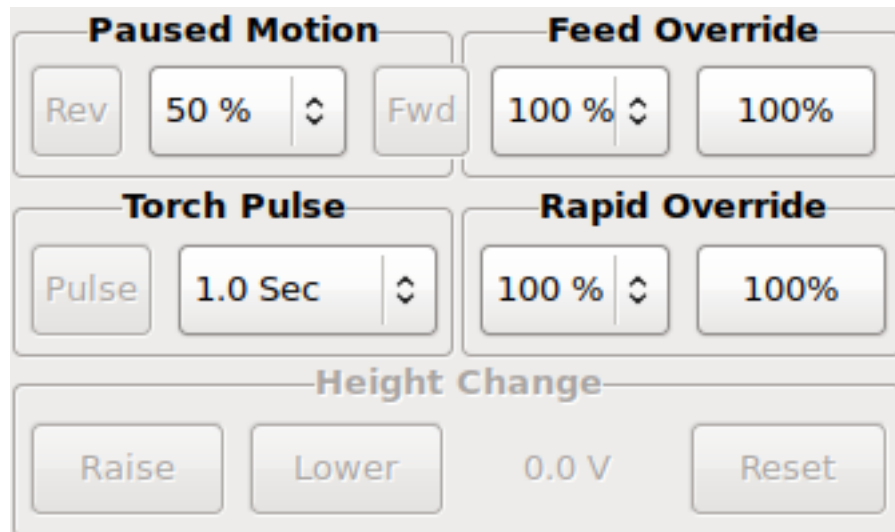 Paused Motion Feed Override
Rev 50 % Fwd 100 % 100%
Torch Pulse Rapid Override
Pulse 1.0 Sec 100 % 100%
Height Change
Raise Lower 0.0 V Reset